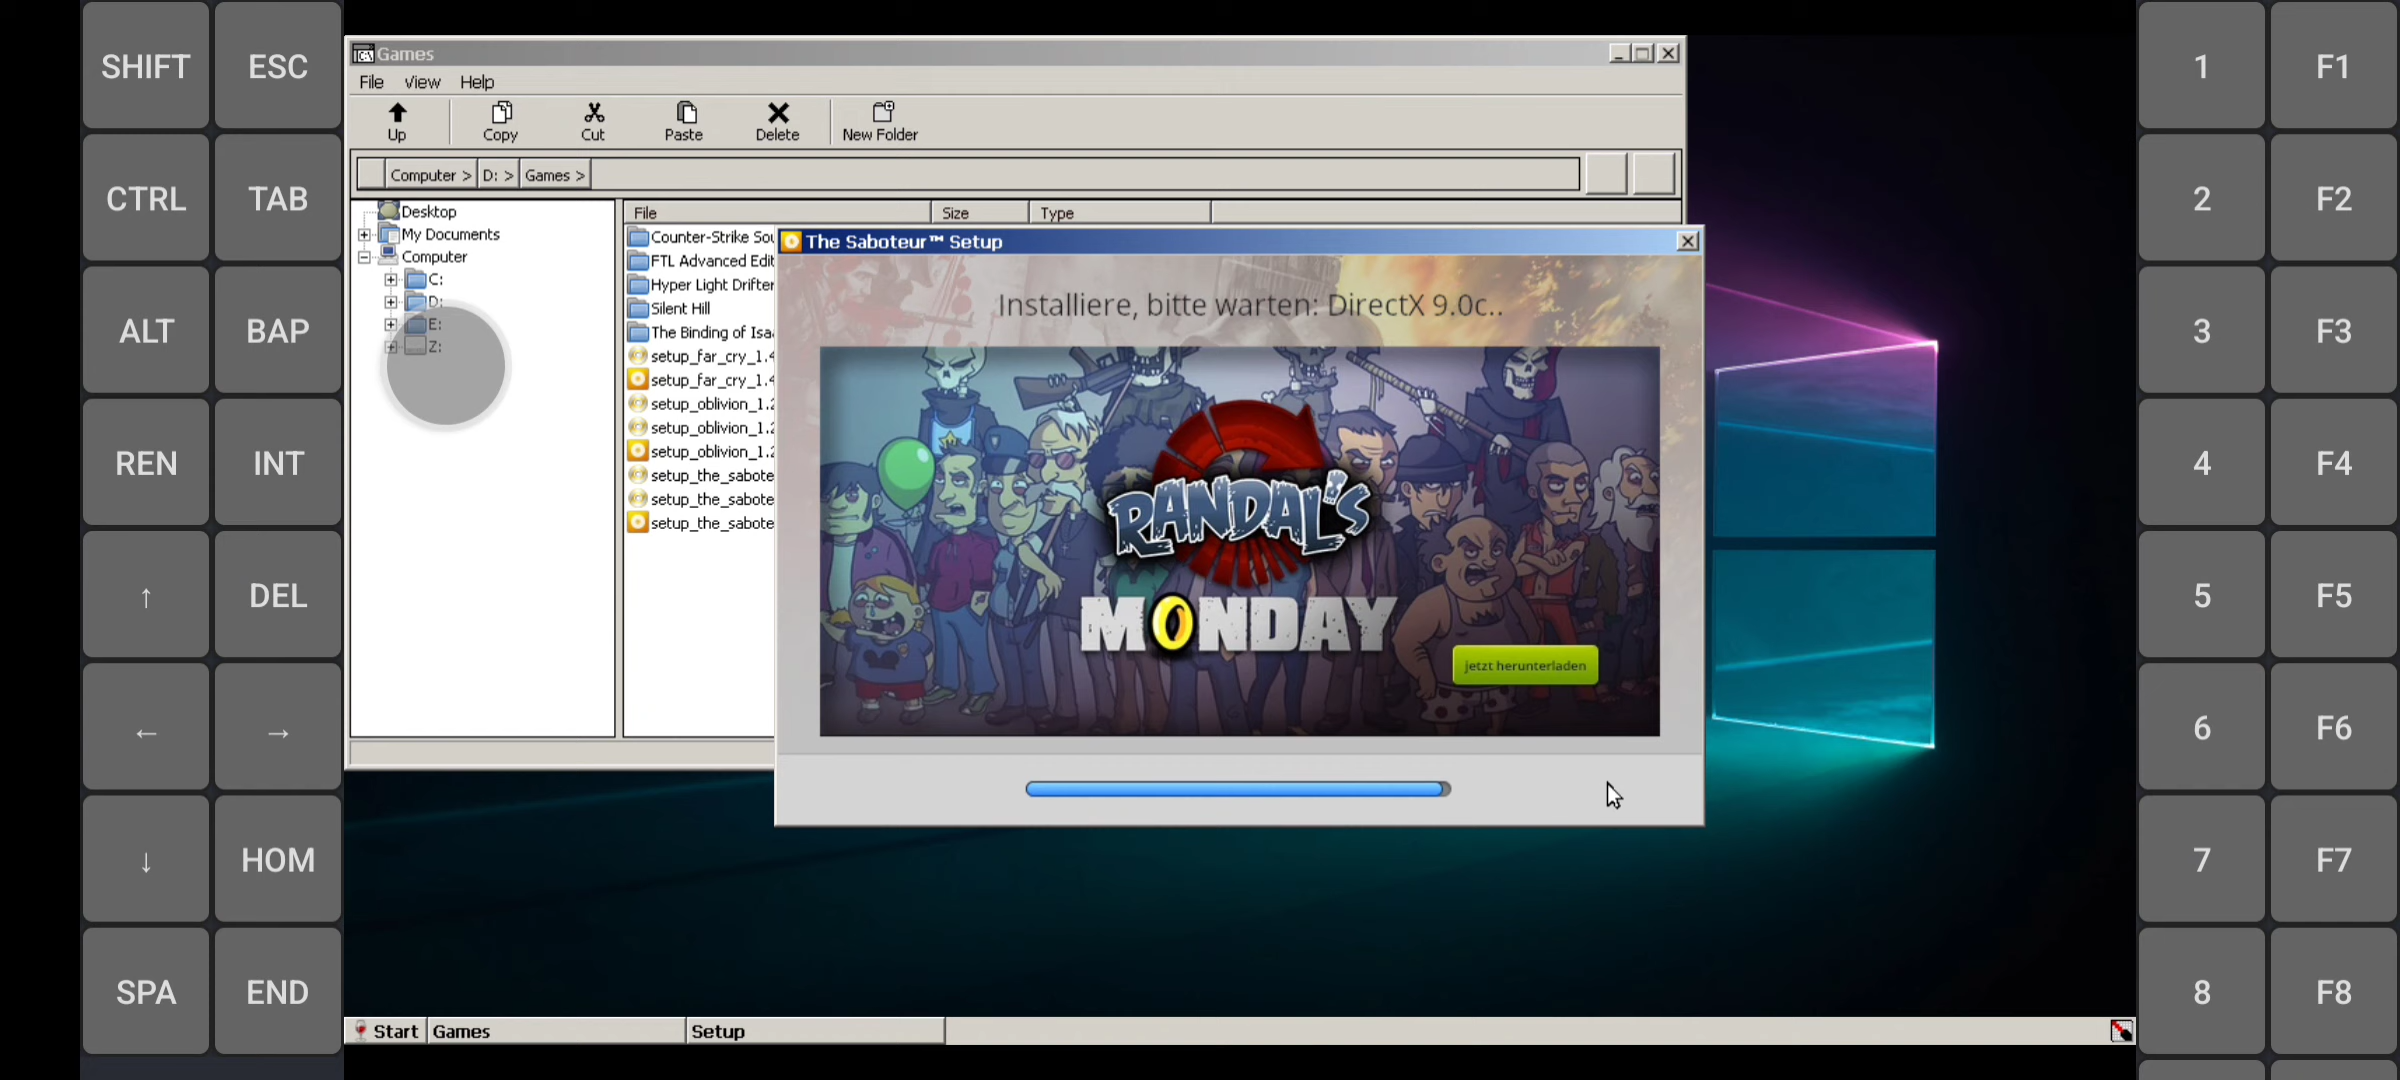 SHIFT ESC
CTRL TAB
ALT BAP
REN INT
↑ DEL
← →
↓ HOM
SPA END
Games
File View Help
Up Copy Cut Paste Delete New Folder
Computer > D: > Games >
Desktop
My Documents
Computer
C:
D:
E:
Z:
File Size Type
Counter-Strike Sou
FTL Advanced Edit
Hyper Light Drifter
Silent Hill
The Binding of Isaa
setup_far_cry_1.4
setup_far_cry_1.4
setup_oblivion_1.2
setup_oblivion_1.2
setup_oblivion_1.2
setup_the_sabote
setup_the_sabote
setup_the_sabote
The Saboteur™ Setup
Installiere, bitte warten: DirectX 9.0c..
RANDAL'S
MONDAY
Jetzt herunterladen
Start Games Setup
1 F1
2 F2
3 F3
4 F4
5 F5
6 F6
7 F7
8 F8